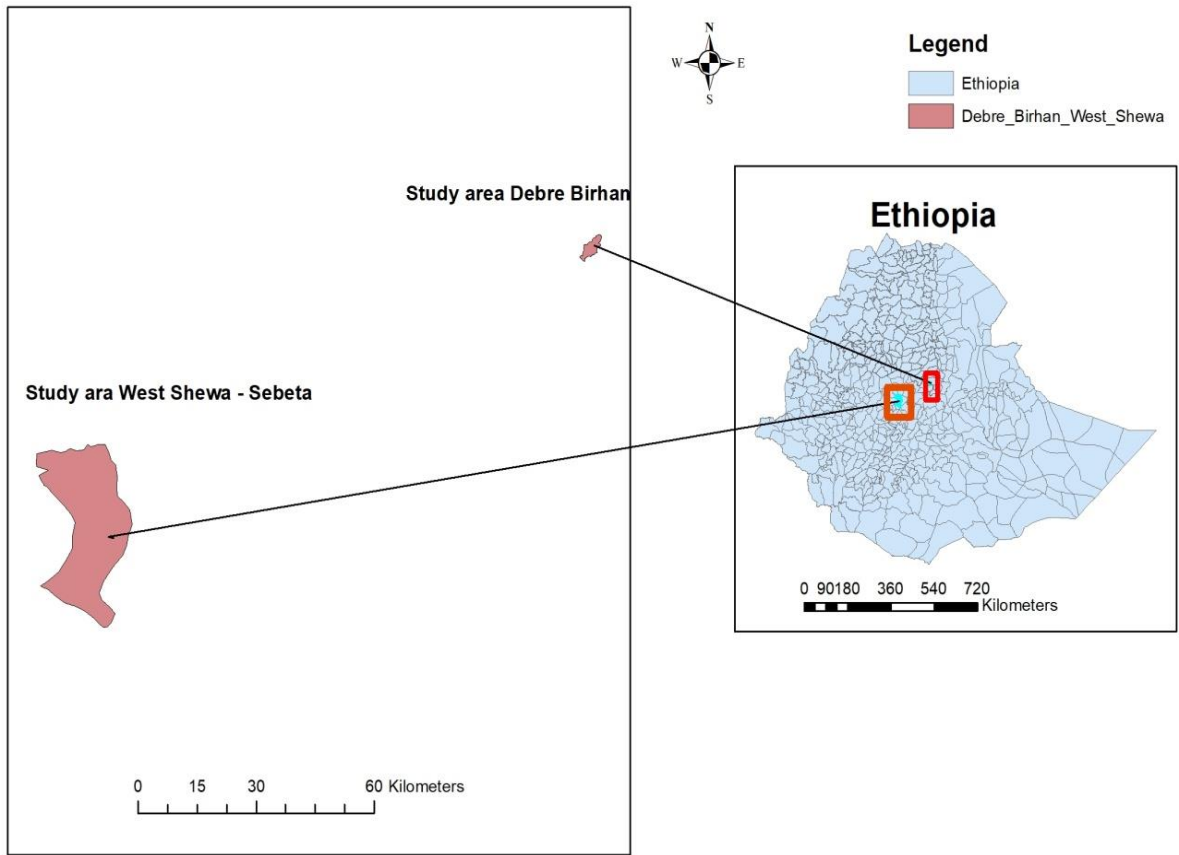 N
W E
S
Legend
Ethiopia
Debre_Birhan_West_Shewa
Study area Debre Birhan
Ethiopia
Study ara West Shewa - Sebeta
0 90180 360 540 720
Kilometers
0 15 30 60 Kilometers